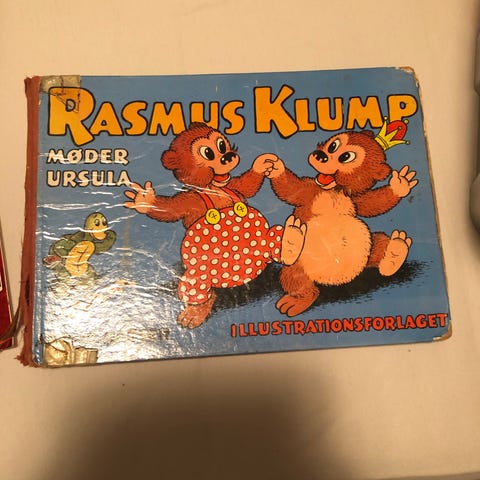 D.
RASMUS KLUMP
MØDER
URSULA
ILLUSTRATIONSFORLAGET